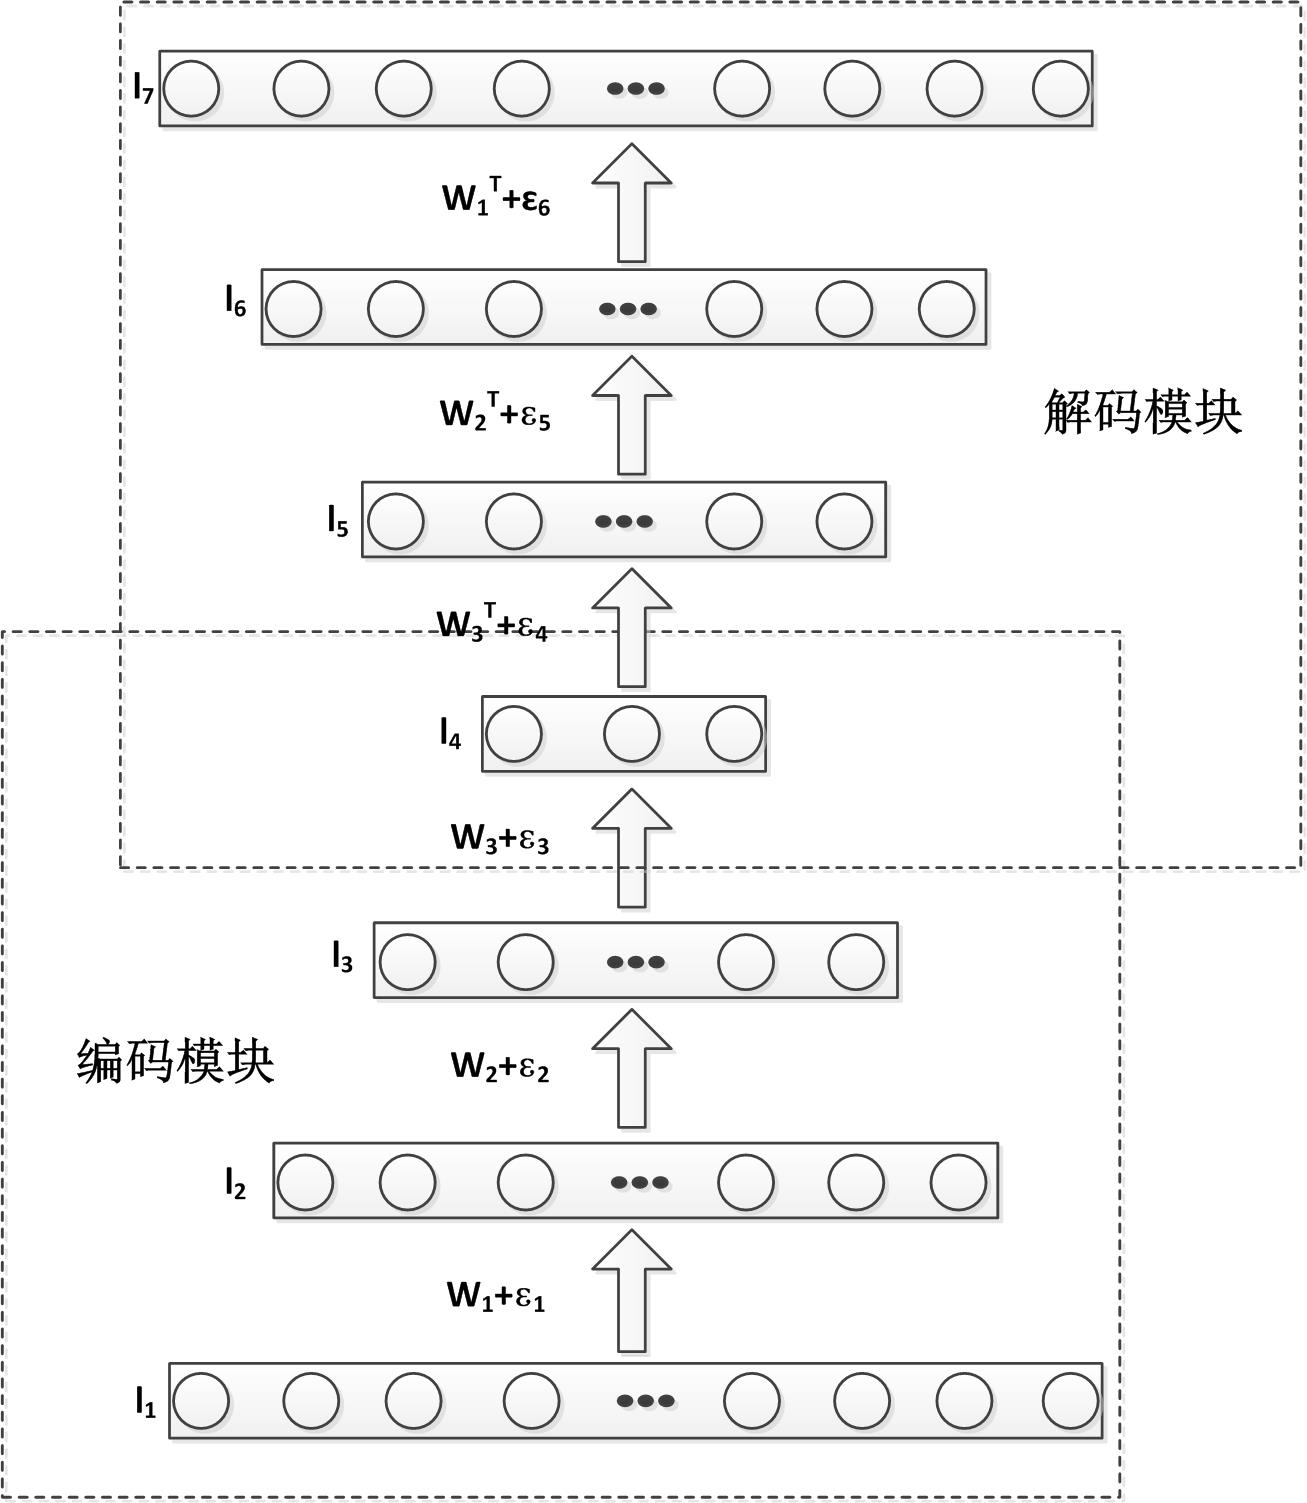 l₇
W₁ᵀ+ε₆
l₆
W₂ᵀ+ε₅
解码模块
l₅
W₃ᵀ+ε₄
l₄
W₃+ε₃
l₃
编码模块
W₂+ε₂
l₂
W₁+ε₁
l₁